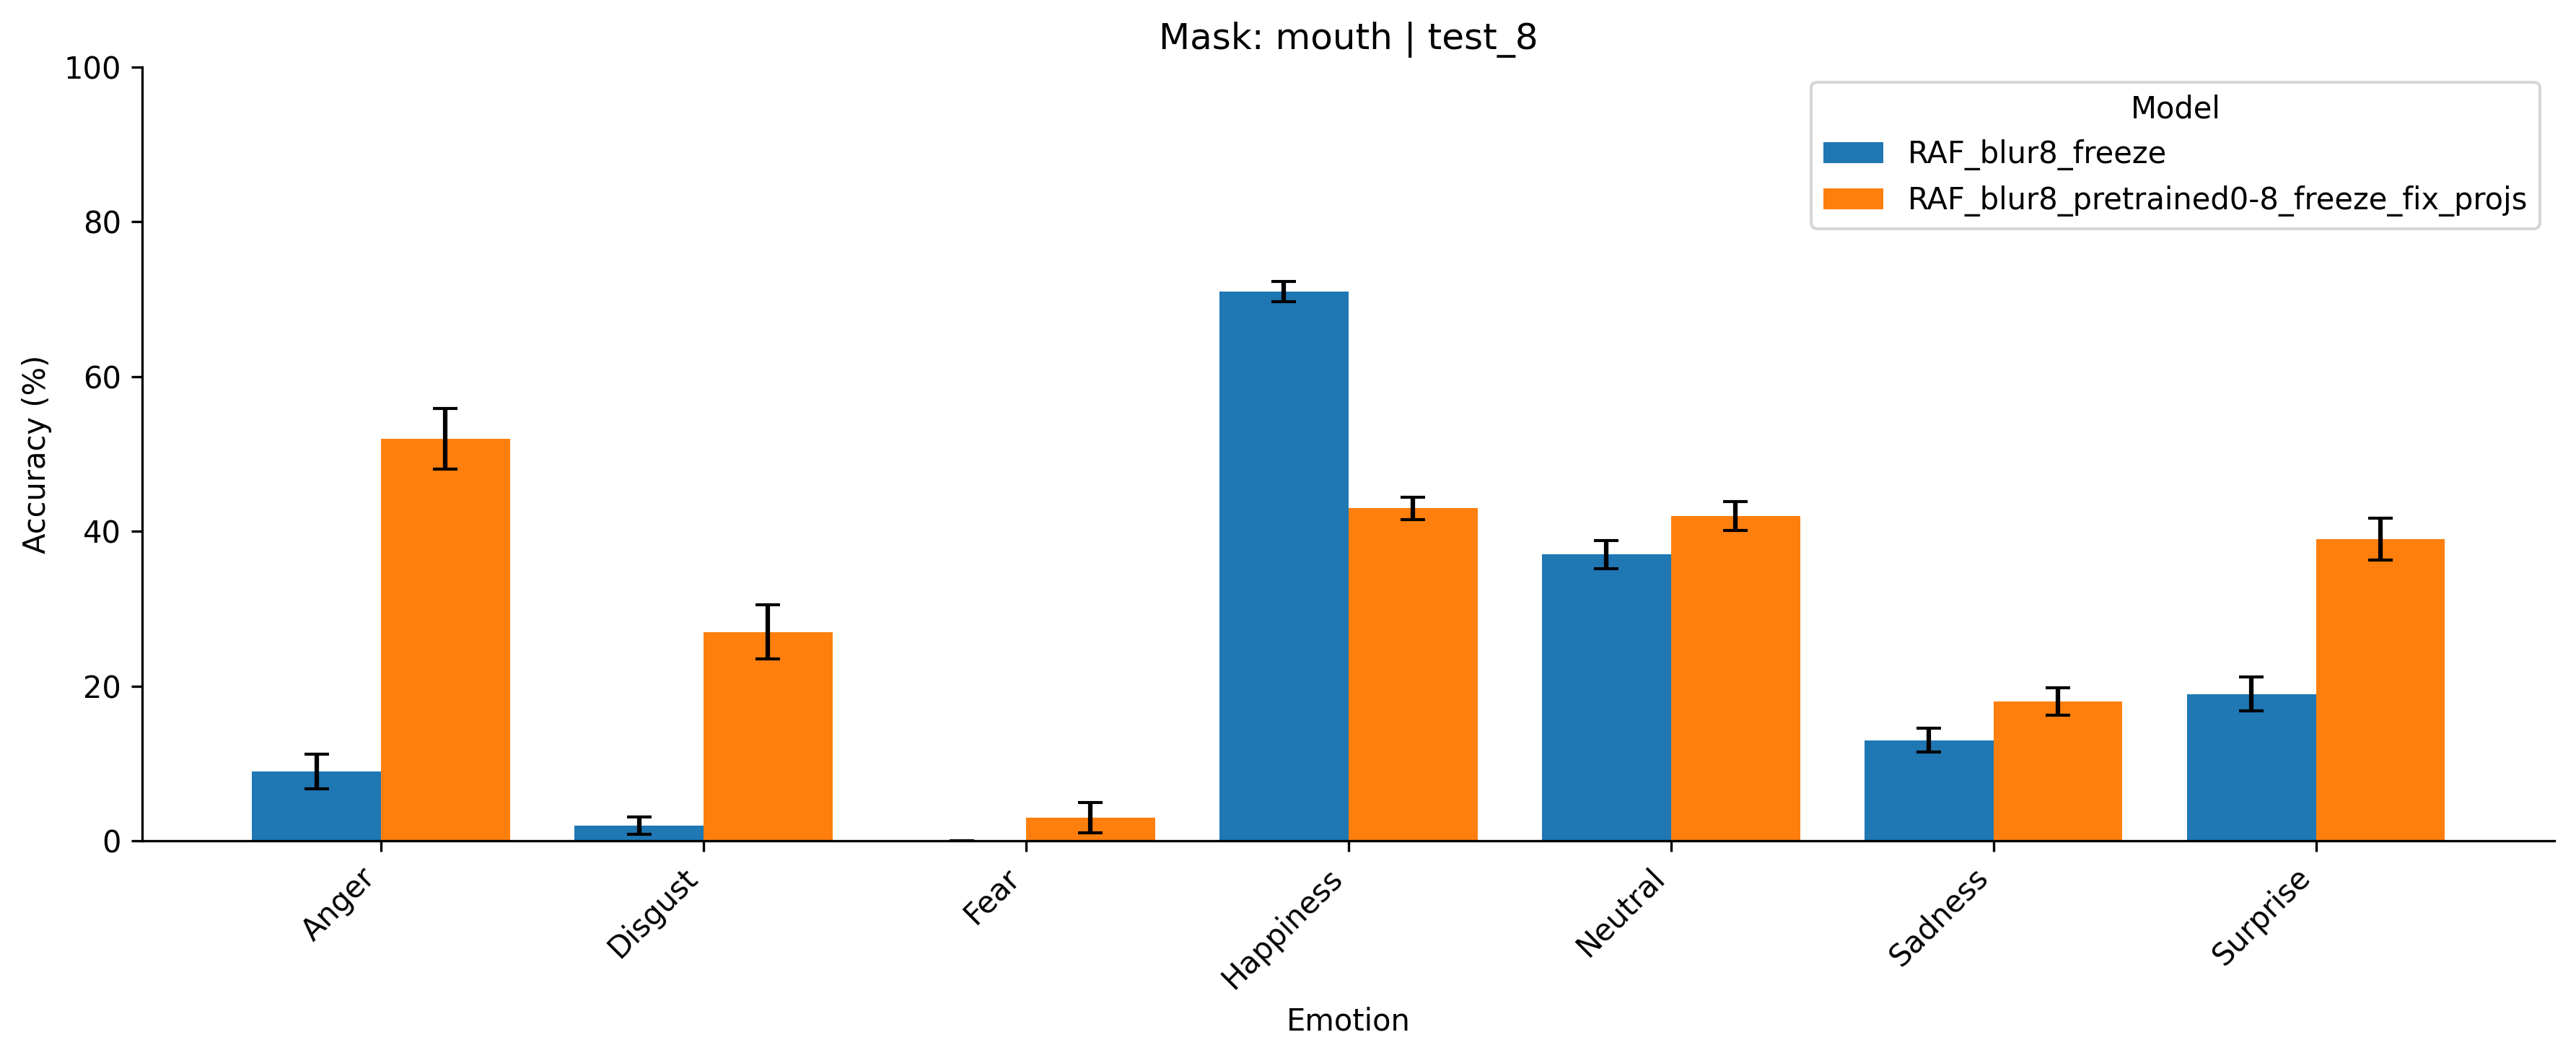 Mask: mouth | test_8
Model
RAF_blur8_freeze
RAF_blur8_pretrained0-8_freeze_fix_projs
Accuracy (%)
100
80
60
40
20
0
Anger
Disgust
Fear
Happiness
Neutral
Sadness
Surprise
Emotion